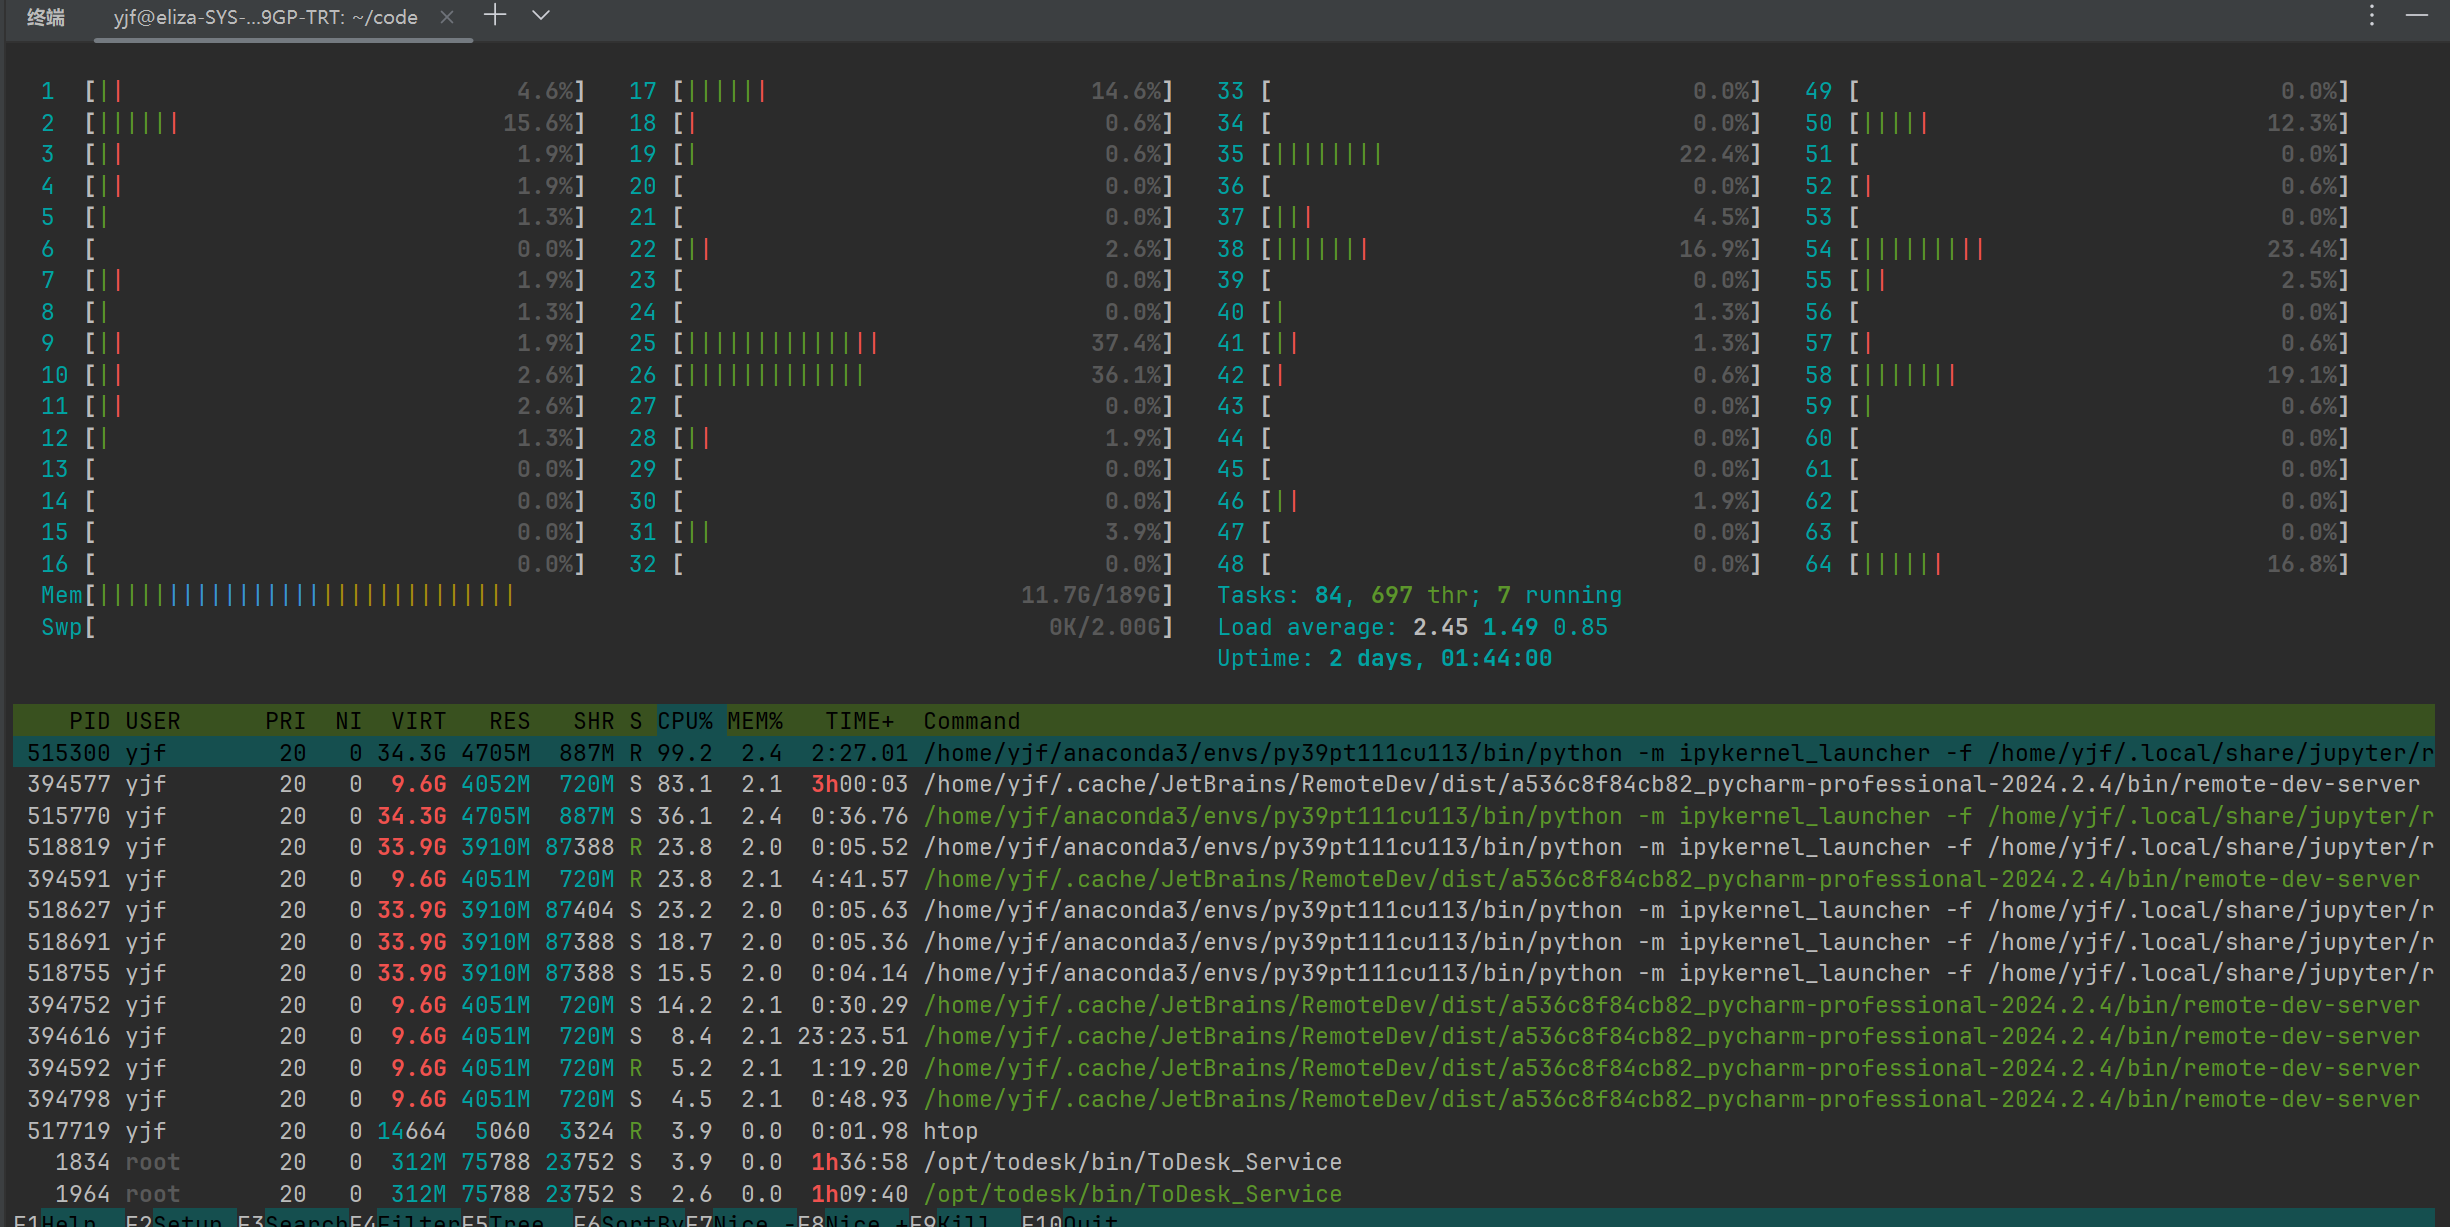 终端 yjf@eliza-SYS-...9GP-TRT: ~/code
1 [|| 4.6%] 17 [|||||| 14.6%] 33 [ 0.0%] 49 [ 0.0%]
2 [|||||| 15.6%] 18 [| 0.6%] 34 [ 0.0%] 50 [||||| 12.3%]
3 [|| 1.9%] 19 [| 0.6%] 35 [|||||||| 22.4%] 51 [ 0.0%]
4 [|| 1.9%] 20 [ 0.0%] 36 [ 0.0%] 52 [| 0.6%]
5 [| 1.3%] 21 [ 0.0%] 37 [||| 4.5%] 53 [ 0.0%]
6 [ 0.0%] 22 [|| 2.6%] 38 [||||||| 16.9%] 54 [||||||||| 23.4%]
7 [|| 1.9%] 23 [ 0.0%] 39 [ 0.0%] 55 [|| 2.5%]
8 [| 1.3%] 24 [ 0.0%] 40 [| 1.3%] 56 [ 0.0%]
9 [|| 1.9%] 25 [|||||||||||||| 37.4%] 41 [|| 1.3%] 57 [| 0.6%]
10 [|| 2.6%] 26 [||||||||||||| 36.1%] 42 [| 0.6%] 58 [||||||| 19.1%]
11 [|| 2.6%] 27 [ 0.0%] 43 [ 0.0%] 59 [| 0.6%]
12 [| 1.3%] 28 [|| 1.9%] 44 [ 0.0%] 60 [ 0.0%]
13 [ 0.0%] 29 [ 0.0%] 45 [ 0.0%] 61 [ 0.0%]
14 [ 0.0%] 30 [ 0.0%] 46 [|| 1.9%] 62 [ 0.0%]
15 [ 0.0%] 31 [|| 3.9%] 47 [ 0.0%] 63 [ 0.0%]
16 [ 0.0%] 32 [ 0.0%] 48 [ 0.0%] 64 [|||||| 16.8%]
Mem[|||||||||||||||||||||||||||||| 11.7G/189G] Tasks: 84, 697 thr; 7 running
Swp[ 0K/2.00G] Load average: 2.45 1.49 0.85
Uptime: 2 days, 01:44:00
PID USER PRI NI VIRT RES SHR S CPU% MEM% TIME+ Command
515300 yjf 20 0 34.3G 4705M 887M R 99.2 2.4 2:27.01 /home/yjf/anaconda3/envs/py39pt111cu113/bin/python -m ipykernel_launcher -f /home/yjf/.local/share/jupyter/r
394577 yjf 20 0 9.6G 4052M 720M S 83.1 2.1 3h00:03 /home/yjf/.cache/JetBrains/RemoteDev/dist/a536c8f84cb82_pycharm-professional-2024.2.4/bin/remote-dev-server
515770 yjf 20 0 34.3G 4705M 887M S 36.1 2.4 0:36.76 /home/yjf/anaconda3/envs/py39pt111cu113/bin/python -m ipykernel_launcher -f /home/yjf/.local/share/jupyter/r
518819 yjf 20 0 33.9G 3910M 87388 R 23.8 2.0 0:05.52 /home/yjf/anaconda3/envs/py39pt111cu113/bin/python -m ipykernel_launcher -f /home/yjf/.local/share/jupyter/r
394591 yjf 20 0 9.6G 4051M 720M R 23.8 2.1 4:41.57 /home/yjf/.cache/JetBrains/RemoteDev/dist/a536c8f84cb82_pycharm-professional-2024.2.4/bin/remote-dev-server
518627 yjf 20 0 33.9G 3910M 87404 S 23.2 2.0 0:05.63 /home/yjf/anaconda3/envs/py39pt111cu113/bin/python -m ipykernel_launcher -f /home/yjf/.local/share/jupyter/r
518691 yjf 20 0 33.9G 3910M 87388 S 18.7 2.0 0:05.36 /home/yjf/anaconda3/envs/py39pt111cu113/bin/python -m ipykernel_launcher -f /home/yjf/.local/share/jupyter/r
518755 yjf 20 0 33.9G 3910M 87388 S 15.5 2.0 0:04.14 /home/yjf/anaconda3/envs/py39pt111cu113/bin/python -m ipykernel_launcher -f /home/yjf/.local/share/jupyter/r
394752 yjf 20 0 9.6G 4051M 720M S 14.2 2.1 0:30.29 /home/yjf/.cache/JetBrains/RemoteDev/dist/a536c8f84cb82_pycharm-professional-2024.2.4/bin/remote-dev-server
394616 yjf 20 0 9.6G 4051M 720M S 8.4 2.1 23:23.51 /home/yjf/.cache/JetBrains/RemoteDev/dist/a536c8f84cb82_pycharm-professional-2024.2.4/bin/remote-dev-server
394592 yjf 20 0 9.6G 4051M 720M R 5.2 2.1 1:19.20 /home/yjf/.cache/JetBrains/RemoteDev/dist/a536c8f84cb82_pycharm-professional-2024.2.4/bin/remote-dev-server
394798 yjf 20 0 9.6G 4051M 720M S 4.5 2.1 0:48.93 /home/yjf/.cache/JetBrains/RemoteDev/dist/a536c8f84cb82_pycharm-professional-2024.2.4/bin/remote-dev-server
517719 yjf 20 0 14664 5060 3324 R 3.9 0.0 0:01.98 htop
1834 root 20 0 312M 75788 23752 S 3.9 0.0 1h36:58 /opt/todesk/bin/ToDesk_Service
1964 root 20 0 312M 75788 23752 S 2.6 0.0 1h09:40 /opt/todesk/bin/ToDesk_Service
F1Help F2Setup F3SearchF4FilterF5Tree F6SortByF7Nice -F8Nice +F9Kill F10Quit